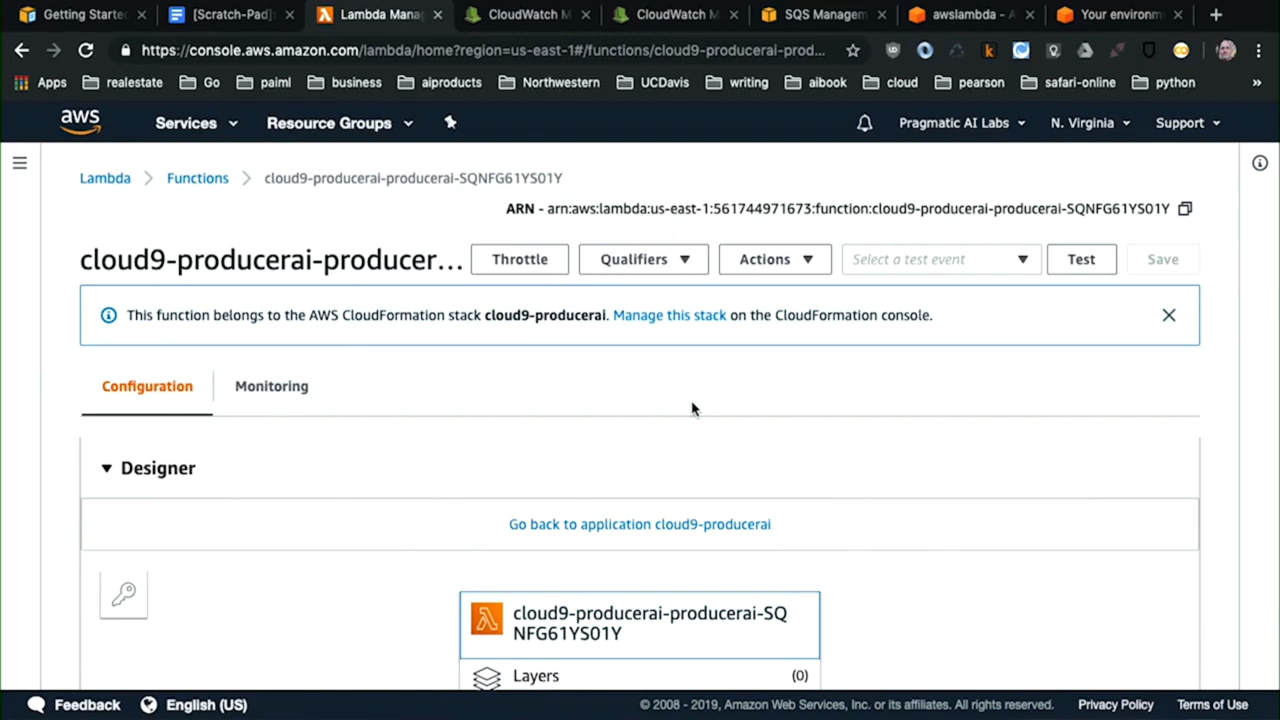 Getting Starte
[Scratch-Pad]
Lambda Mana
CloudWatch M
CloudWatch M
SQS Managem
awslambda - A
Your environm
https://console.aws.amazon.com/lambda/home?region=us-east-1#/functions/cloud9-producerai-prod...
Apps realestate Go paiml business aiproducts Northwestern UCDavis writing aibook cloud pearson safari-online python »
aws Services Resource Groups Pragmatic AI Labs N. Virginia Support
Lambda Functions cloud9-producerai-producerai-SQNFG61YS01Y
ARN - arn:aws:lambda:us-east-1:561744971673:function:cloud9-producerai-producerai-SQNFG61YS01Y
cloud9-producerai-producer... Throttle Qualifiers Actions Select a test event Test Save
This function belongs to the AWS CloudFormation stack cloud9-producerai. Manage this stack on the CloudFormation console.
Configuration Monitoring
Designer
Go back to application cloud9-producerai
cloud9-producerai-producerai-SQ
NFG61YS01Y
Layers (0)
Feedback English (US) © 2008 - 2019, Amazon Web Services, Inc. or its affiliates. All rights reserved. Privacy Policy Terms of Use